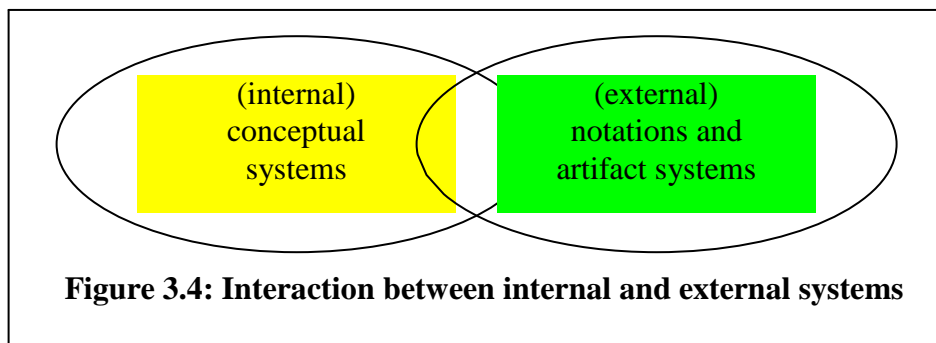 (internal)
conceptual
systems
(external)
notations and
artifact systems
Figure 3.4: Interaction between internal and external systems